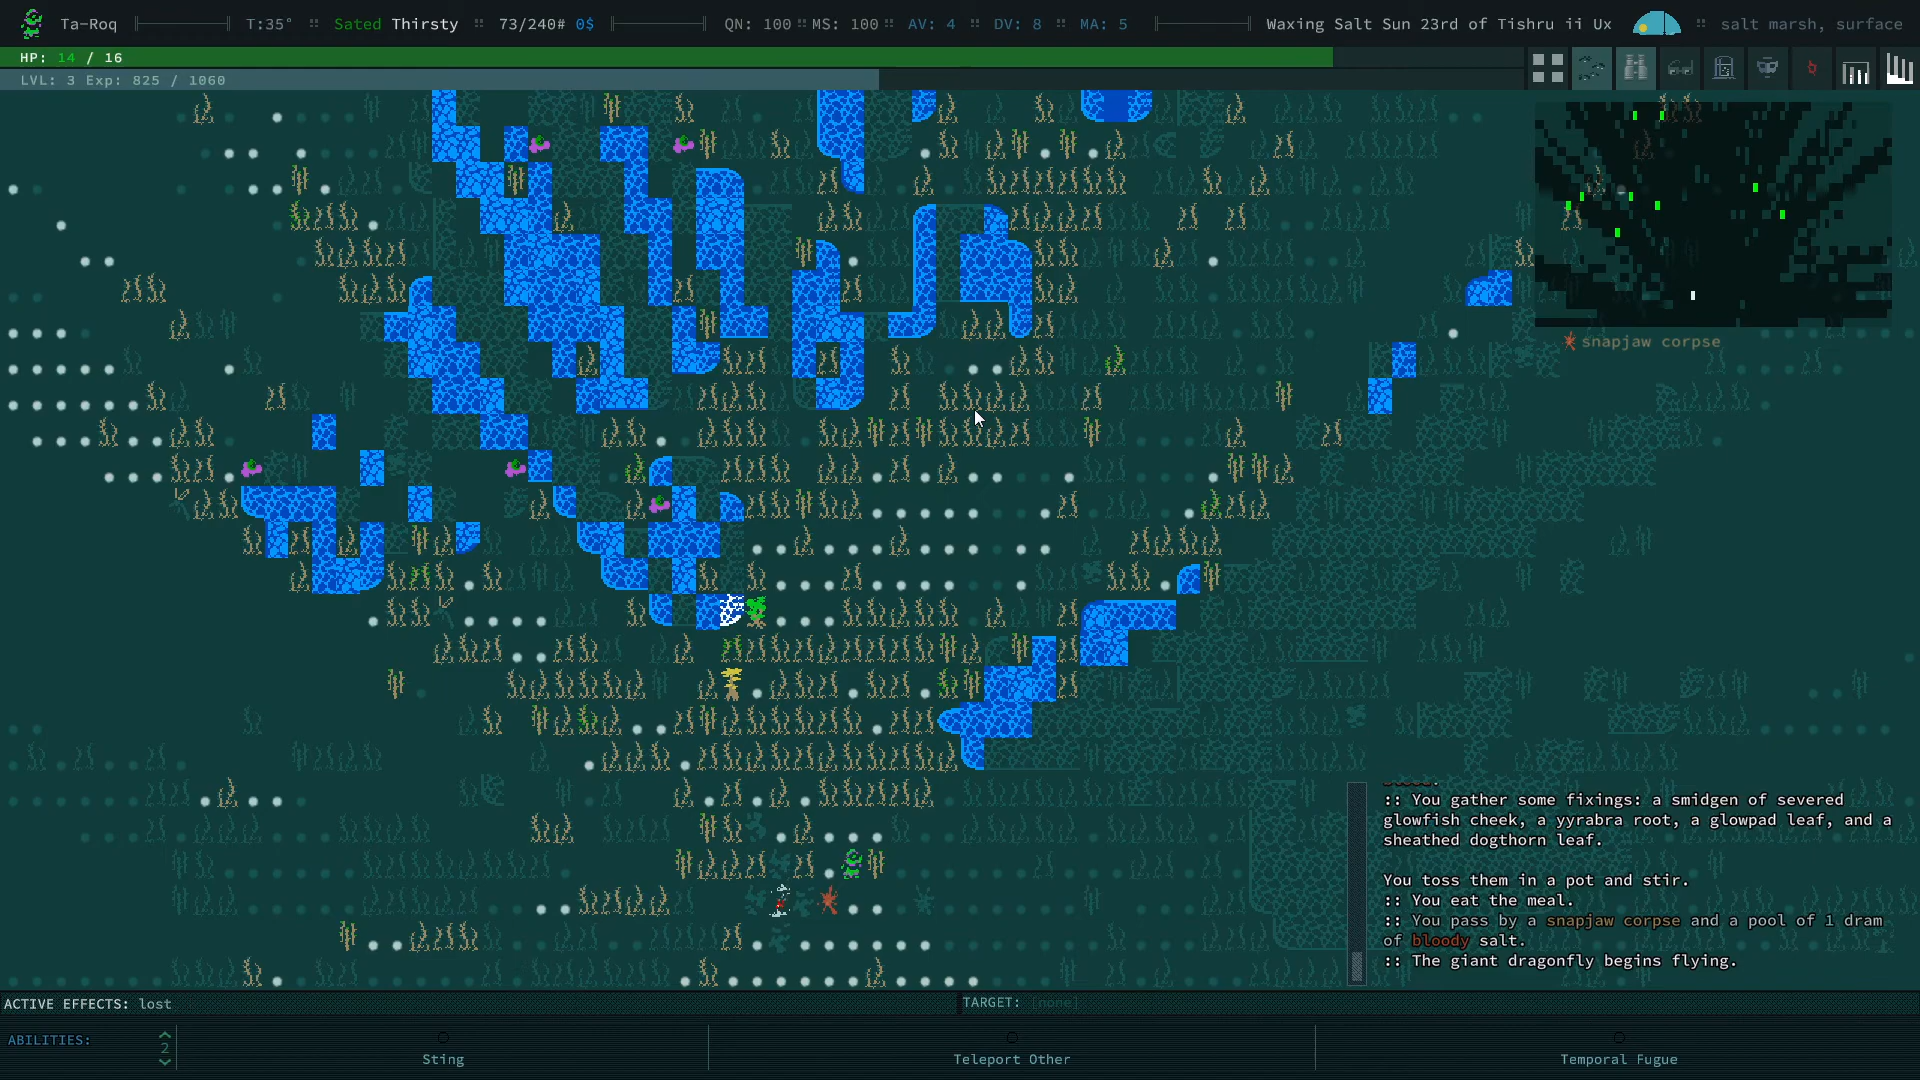 Ta-Roq T:35° :: Sated Thirsty :: 73/240# 0$ QN: 100 :: MS: 100 :: AV: 4 :: DV: 8 :: MA: 5 Waxing Salt Sun 23rd of Tishru ii Ux :: salt marsh, surface
HP: 14 / 16
LVL: 3 Exp: 825 / 1060
snapjaw corpse
:: You gather some fixings: a smidgen of severed
glowfish cheek, a yyrabra root, a glowpad leaf, and a
sheathed dogthorn leaf.
You toss them in a pot and stir.
:: You eat the meal.
:: You pass by a snapjaw corpse and a pool of 1 dram
of bloody salt.
:: The giant dragonfly begins flying.
ACTIVE EFFECTS: lost
TARGET: [none]
ABILITIES: 2
Sting
Teleport Other
Temporal Fugue